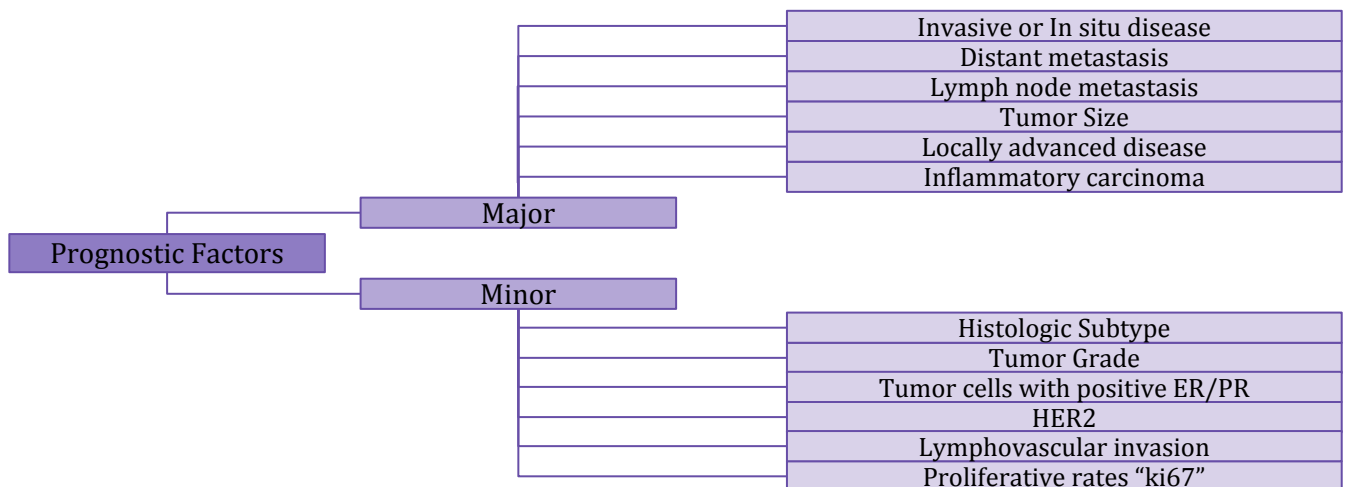 Prognostic Factors
Major
Invasive or In situ disease
Distant metastasis
Lymph node metastasis
Tumor Size
Locally advanced disease
Inflammatory carcinoma
Minor
Histologic Subtype
Tumor Grade
Tumor cells with positive ER/PR
HER2
Lymphovascular invasion
Proliferative rates “ki67”